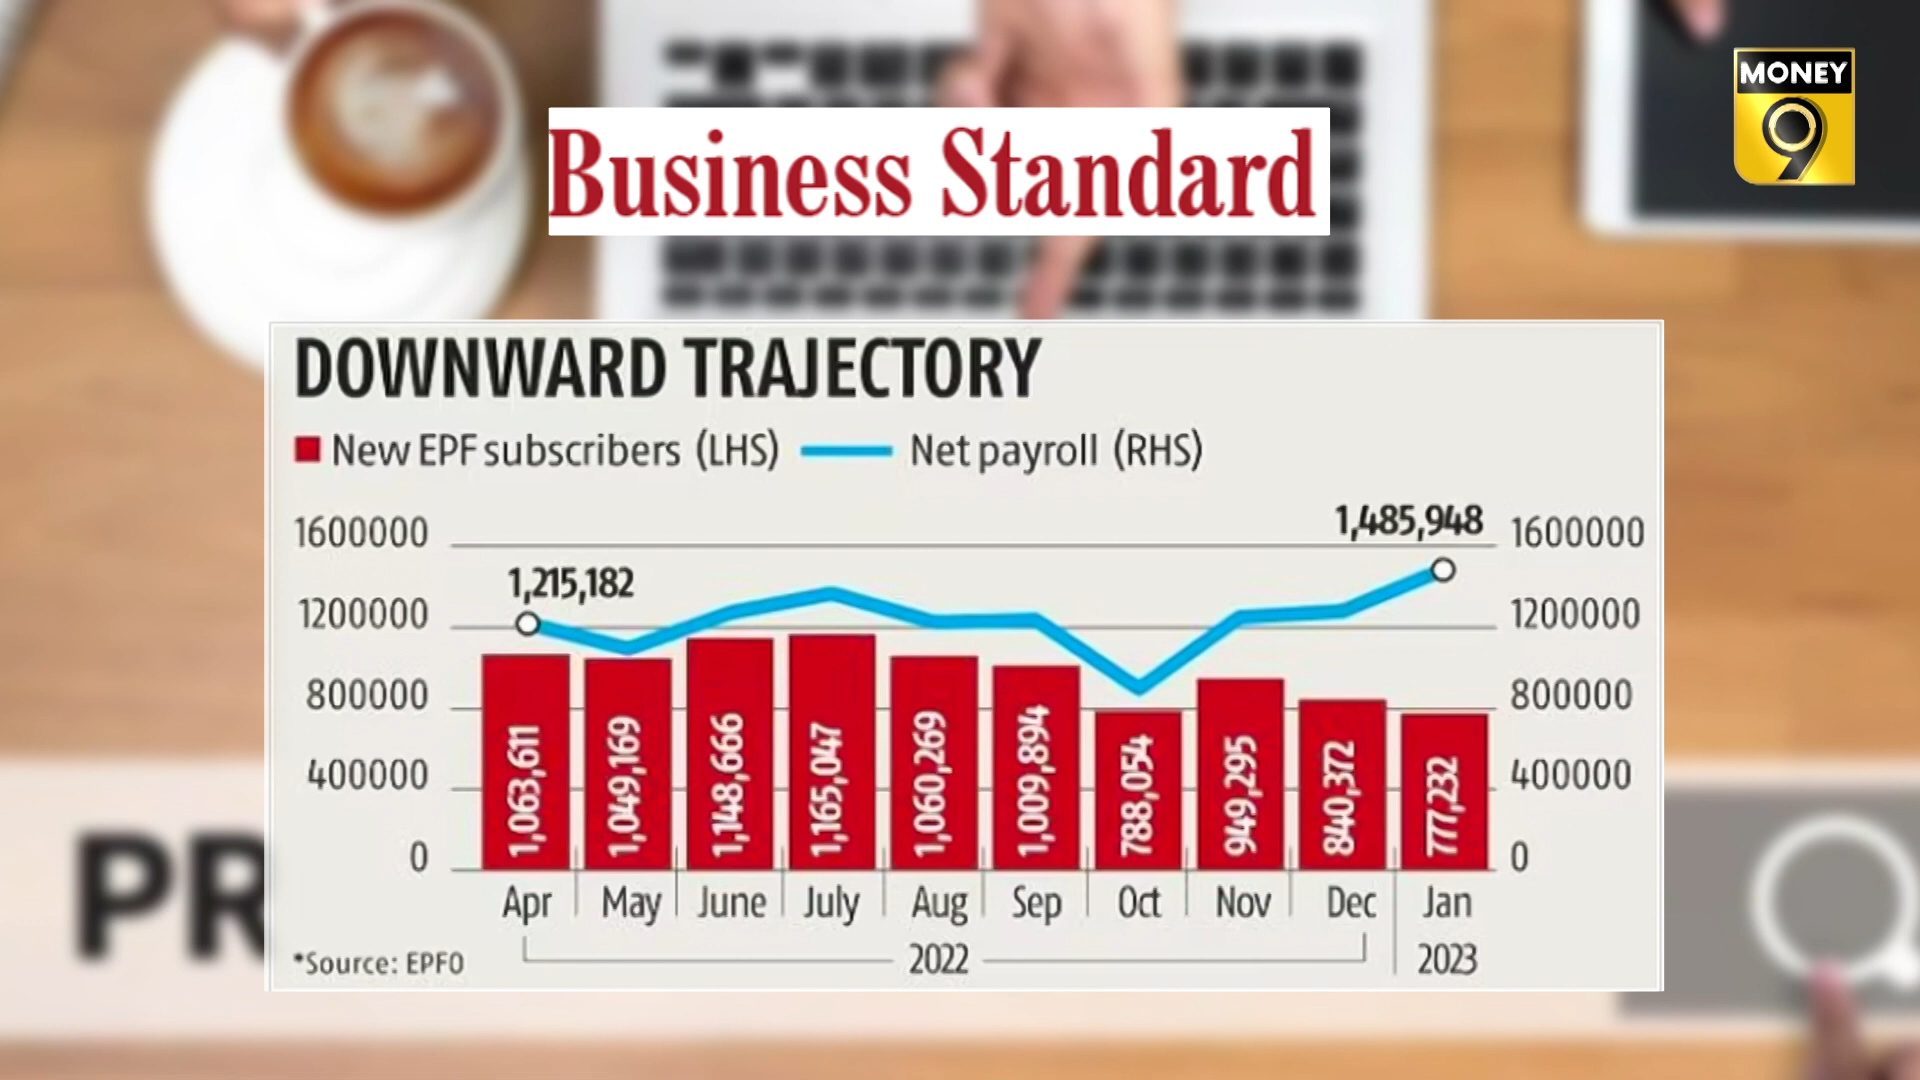 MONEY
9
Business Standard
DOWNWARD TRAJECTORY
New EPF subscribers (LHS) Net payroll (RHS)
1,485,948
1600000 1600000
1,215,182
1200000 1200000
800000 800000
400000 400000
0 0
1,063,611 1,049,169 1,148,666 1,165,047 1,060,269 1,009,894 788,054 949,295 840,372 777,232
Apr May June July Aug Sep Oct Nov Dec Jan
2022 2023
*Source: EPFO
PR